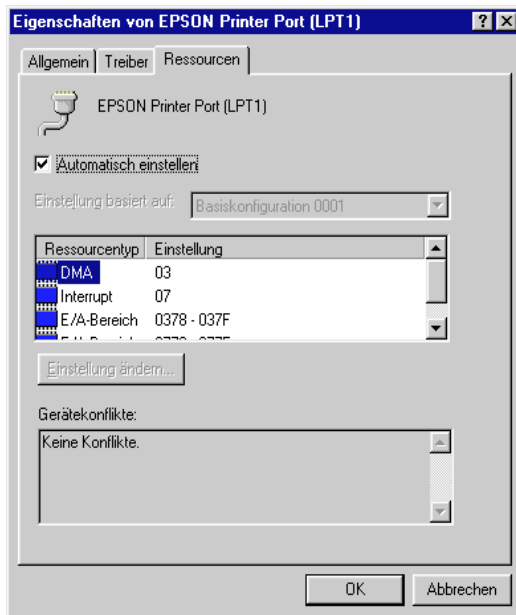 Eigenschaften von EPSON Printer Port (LPT1)
Allgemein Treiber Ressourcen
EPSON Printer Port (LPT1)
Automatisch einstellen
Einstellung basiert auf: Basiskonfiguration 0001
Ressourcentyp Einstellung
DMA 03
Interrupt 07
E/A-Bereich 0378 - 037F
Einstellung ändern...
Gerätekonflikte:
Keine Konflikte.
OK Abbrechen